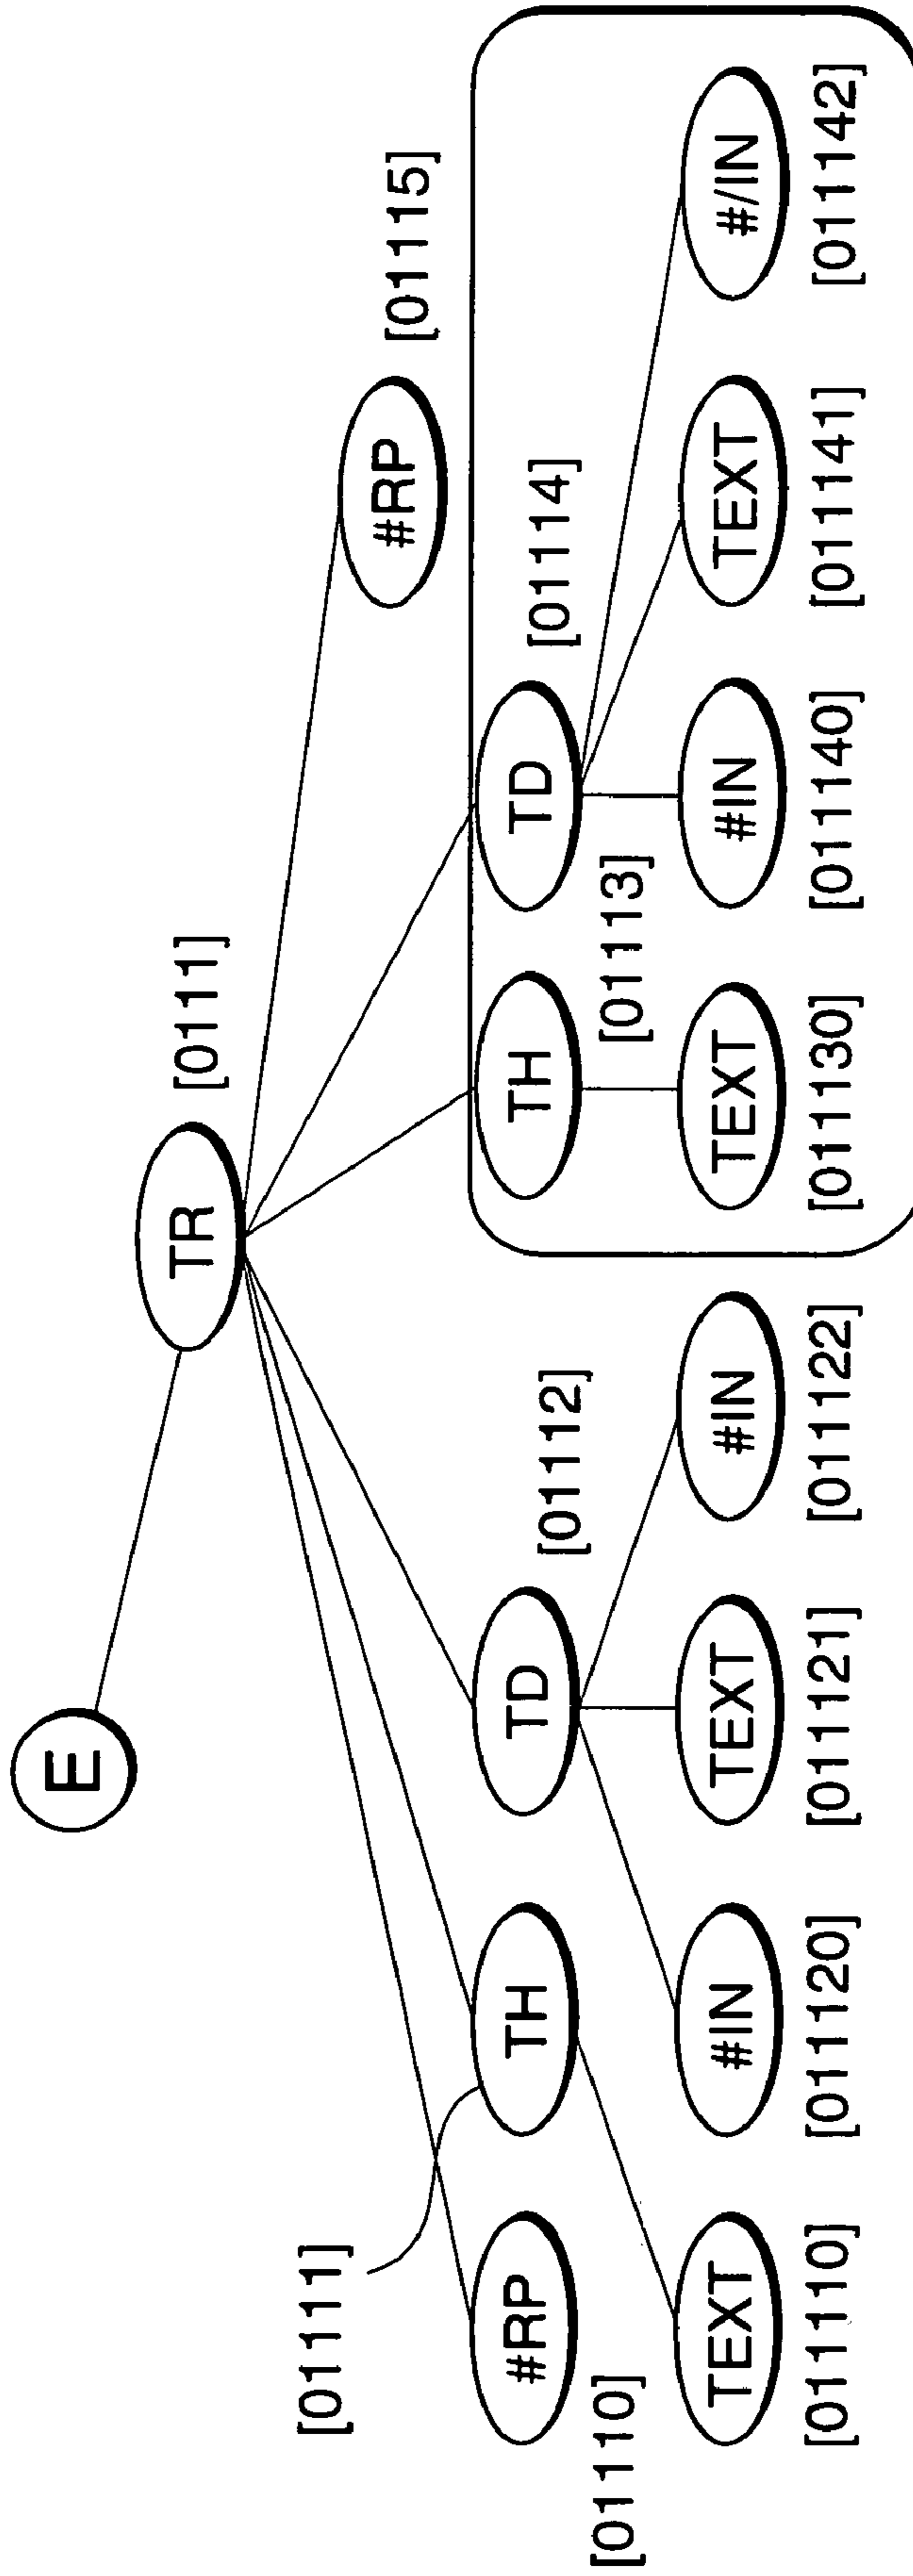 E
TR
[0111]
[01111]
#RP
[01115]
#RP
TH
TD
[01112]
TH
TD
[01114]
[01110]
[01113]
TEXT
#IN
TEXT
#IN
TEXT
#IN
TEXT
#/IN
[011110]
[011120]
[011121]
[011122]
[011130]
[011140]
[011141]
[011142]